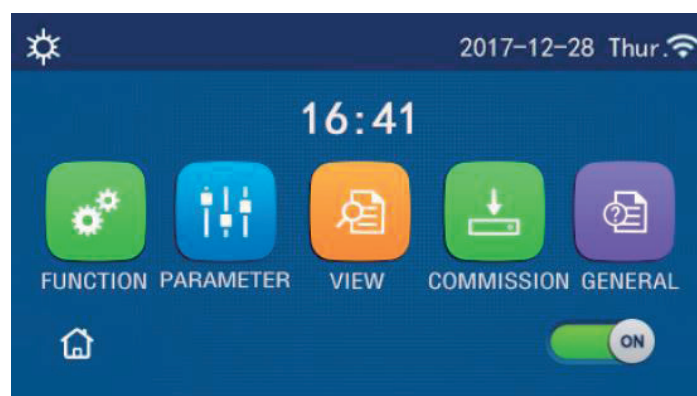 2017-12-28 Thur.
16:41
FUNCTION PARAMETER VIEW COMMISSION GENERAL
ON